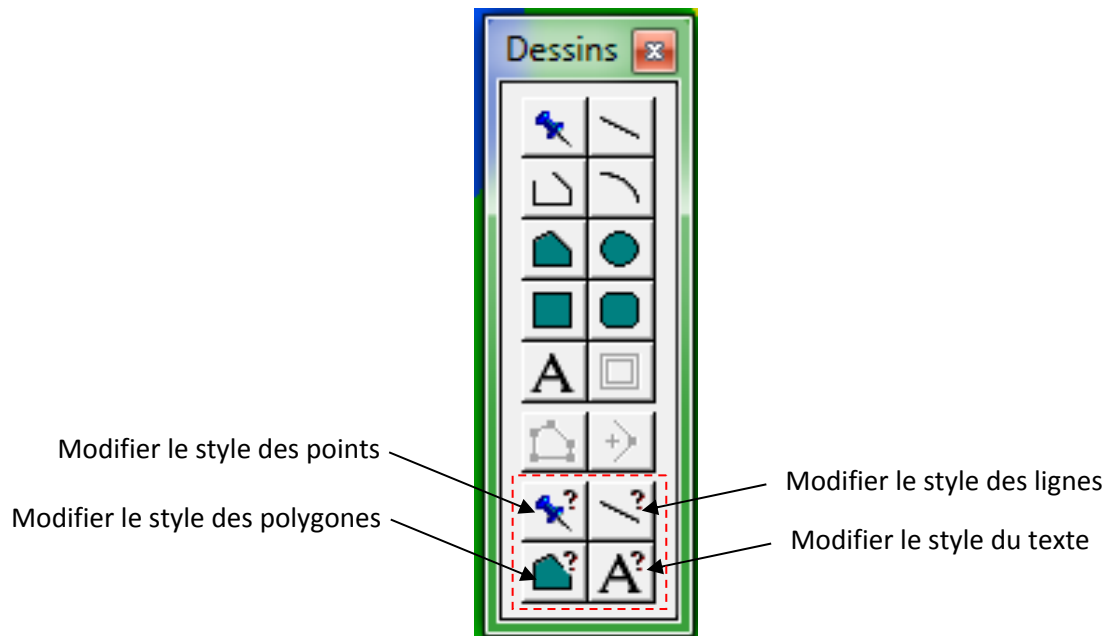 Dessins
A
Modifier le style des points
Modifier le style des lignes
?
?
Modifier le style des polygones
Modifier le style du texte
?
A?